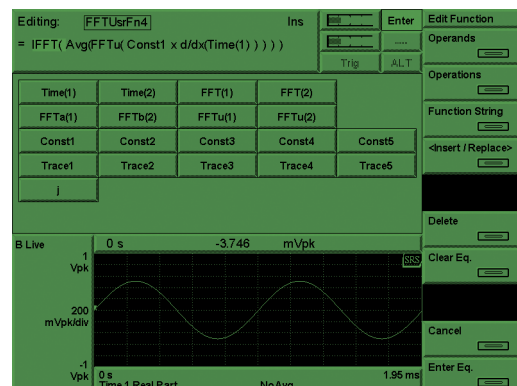 Editing: FFTUsrFn4 Ins Enter Edit Function
= IFFT( Avg(FFTu( Const1 x d/dx(Time(1) ) ) ) ) ---- Operands
Trig ALT
Operations
Time(1) Time(2) FFT(1) FFT(2)
FFTa(1) FFTb(2) FFTu(1) FFTu(2) Function String
Const1 Const2 Const3 Const4 Const5 <Insert / Replace>
Trace1 Trace2 Trace3 Trace4 Trace5
j
Delete
B Live 0 s -3.746 mVpk
1 SRS Clear Eq.
Vpk
200
mVpk/div
Cancel
-1
Vpk 0 s 1.95 ms Enter Eq.
Time 1 Real Part NoAvg